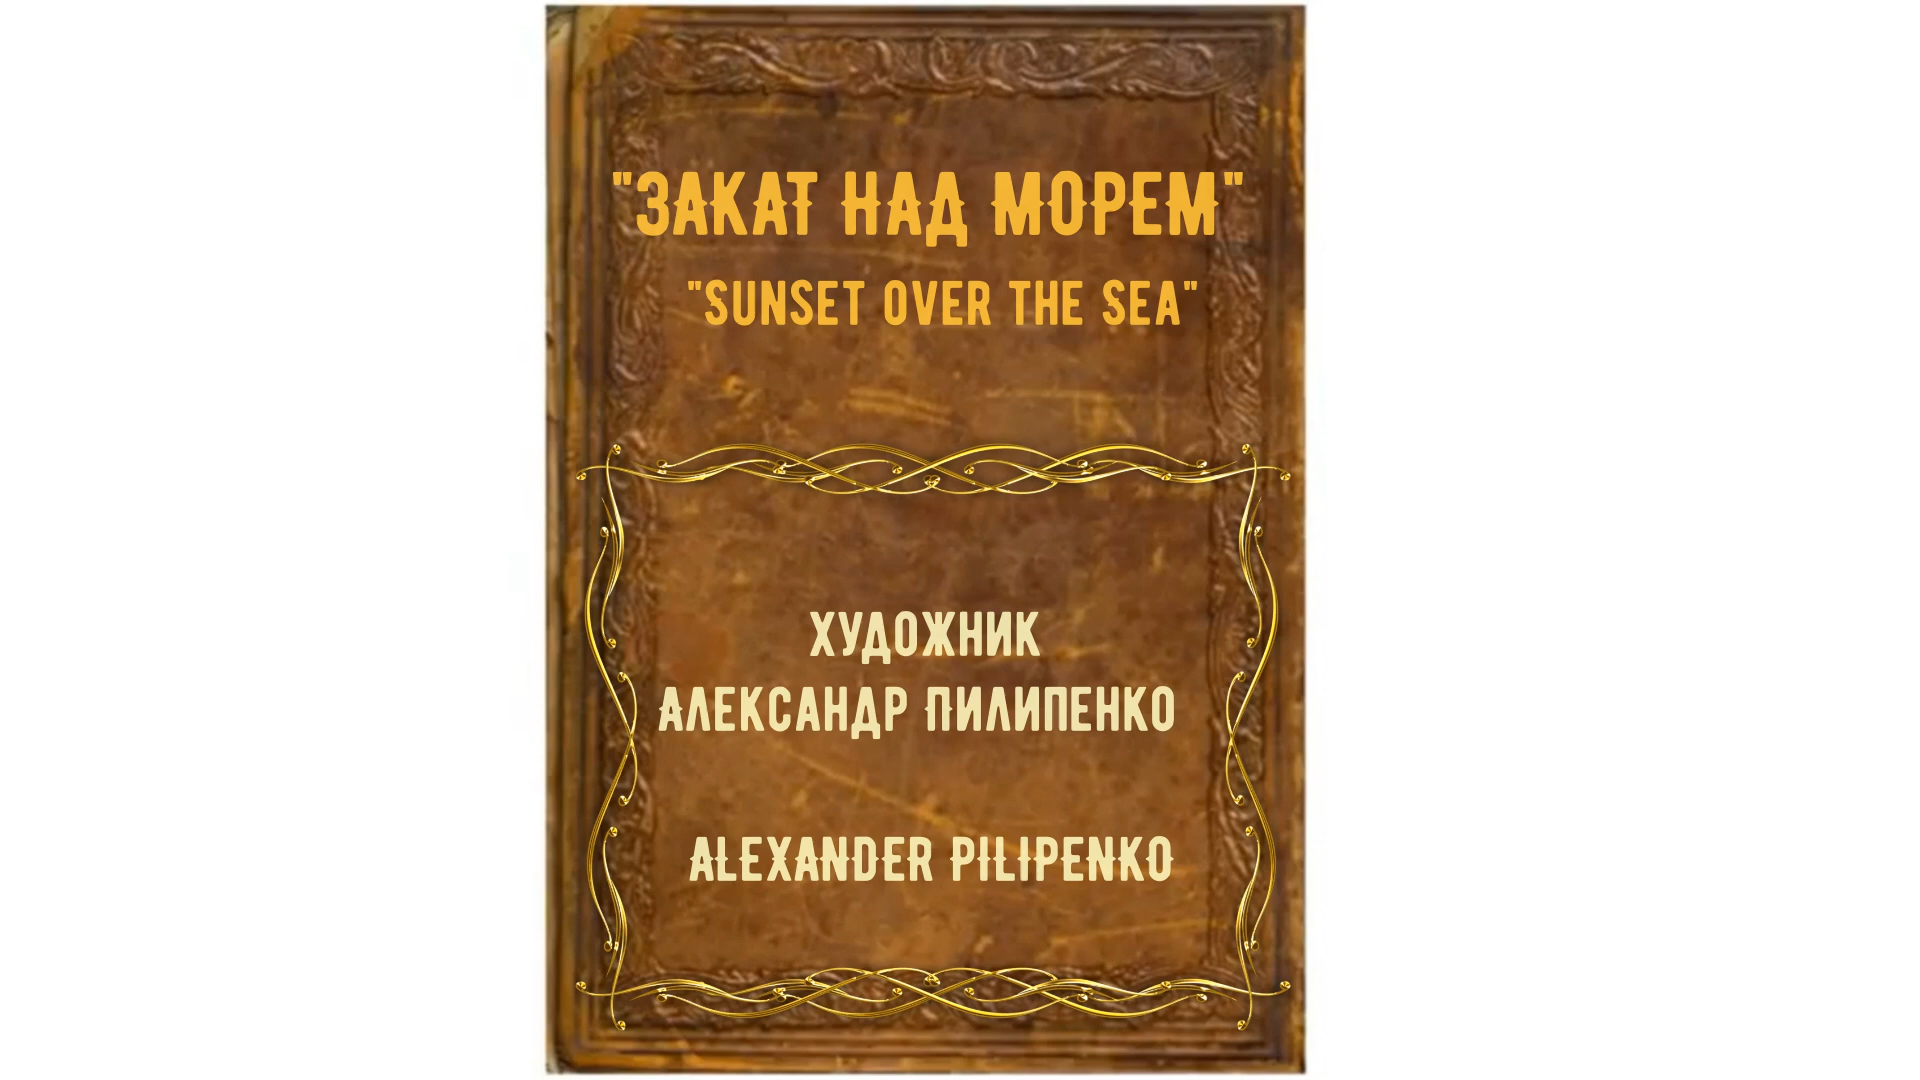 "ЗАКАТ НАД МОРЕМ"
"SUNSET OVER THE SEA"
ХУДОЖНИК
АЛЕКСАНДР ПИЛИПЕНКО
ALEXANDER PILIPENKO